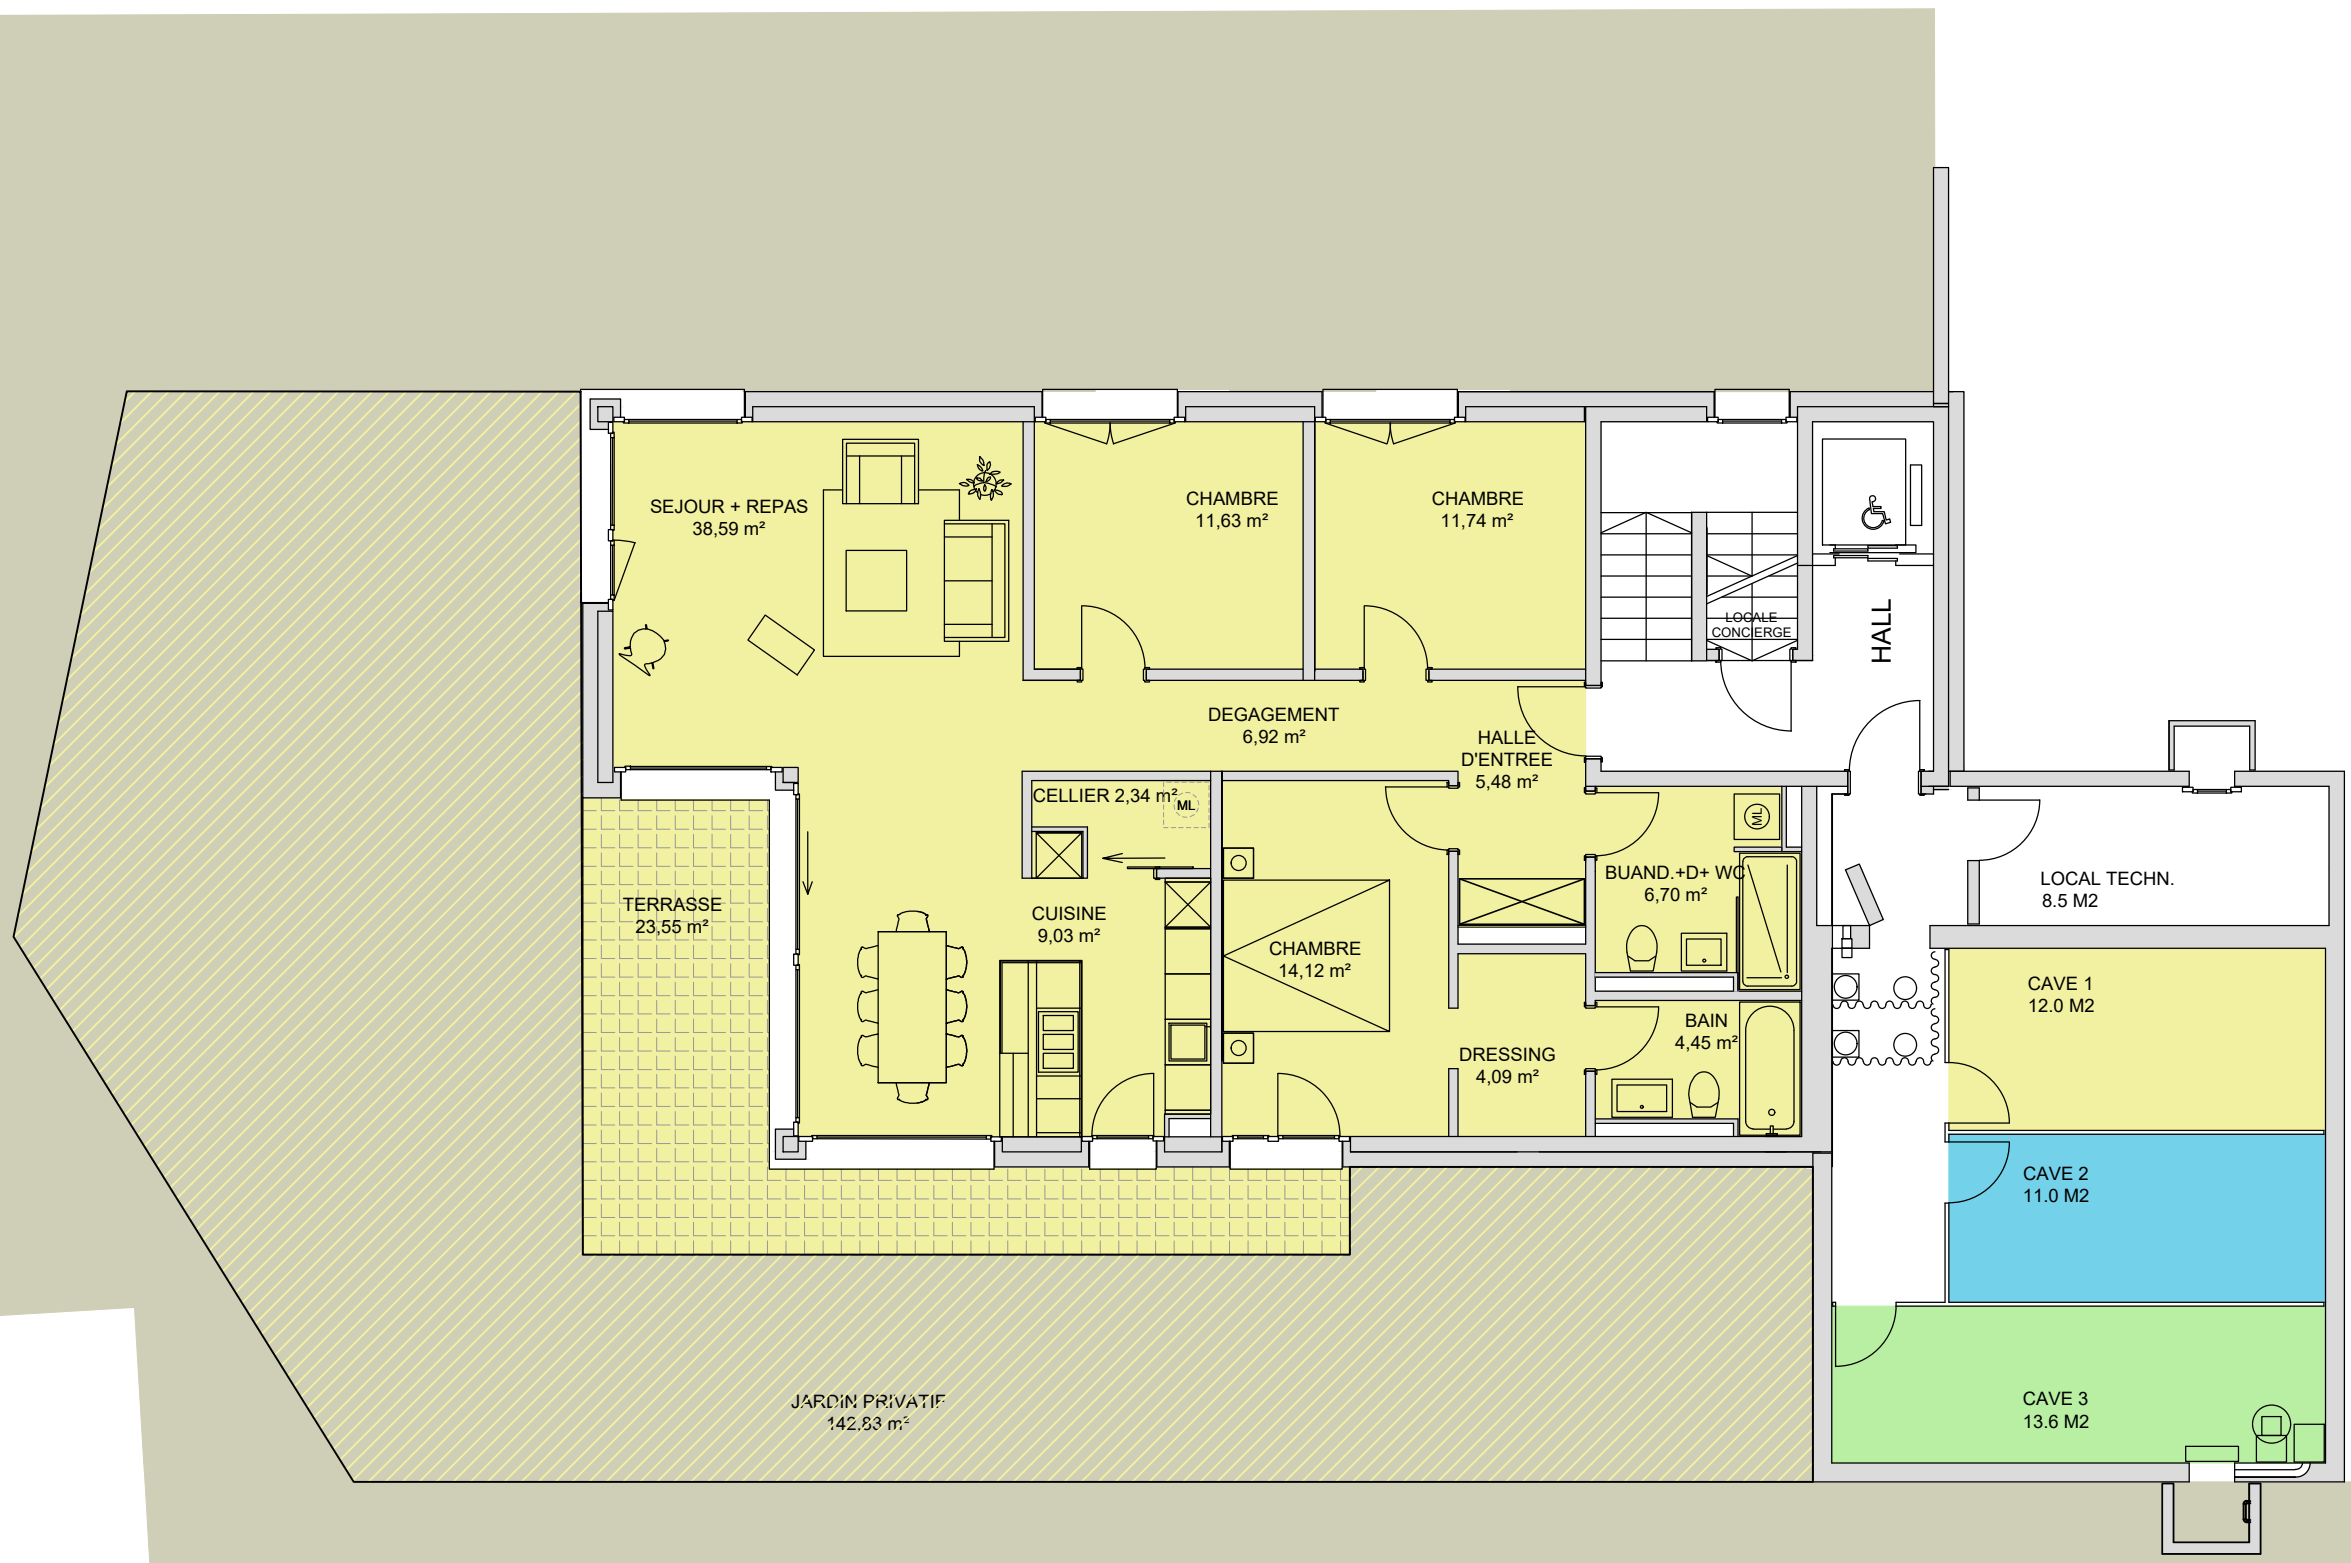 SEJOUR + REPAS
38,59 m²
CHAMBRE
11,63 m²
CHAMBRE
11,74 m²
LOCALE
CONCIERGE
HALL
DEGAGEMENT
6,92 m²
HALLE
D'ENTREE
5,48 m²
CELLIER 2,34 m²
ML
ML
BUAND.+D+ WC
6,70 m²
LOCAL TECHN.
8.5 M2
TERRASSE
23,55 m²
CUISINE
9,03 m²
CHAMBRE
14,12 m²
CAVE 1
12.0 M2
BAIN
4,45 m²
DRESSING
4,09 m²
CAVE 2
11.0 M2
JARDIN PRIVATIF
142,83 m²
CAVE 3
13.6 M2